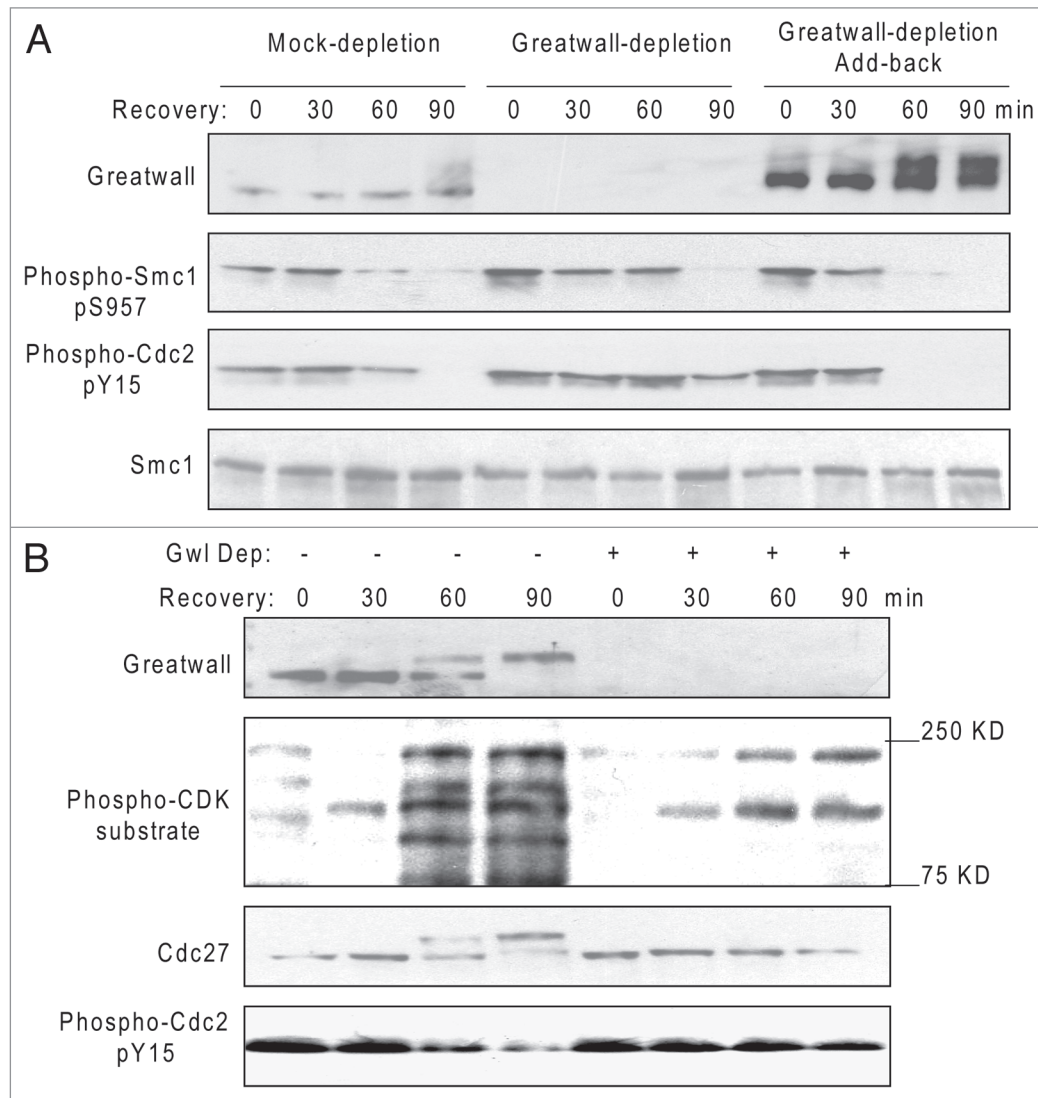 A
Mock-depletion Greatwall-depletion Greatwall-depletion
Add-back
Recovery: 0 30 60 90 0 30 60 90 0 30 60 90 min
Greatwall
Phospho-Smc1
pS957
Phospho-Cdc2
pY15
Smc1
B
Gwl Dep: - - - - + + + +
Recovery: 0 30 60 90 0 30 60 90 min
Greatwall
250 KD
Phospho-CDK
substrate
75 KD
Cdc27
Phospho-Cdc2
pY15